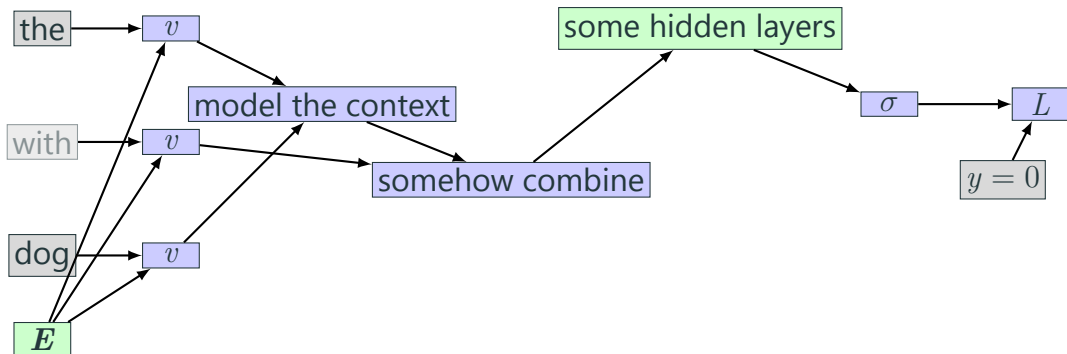 the
v
some hidden layers
model the context
σ
L
with
v
somehow combine
y = 0
dog
v
E